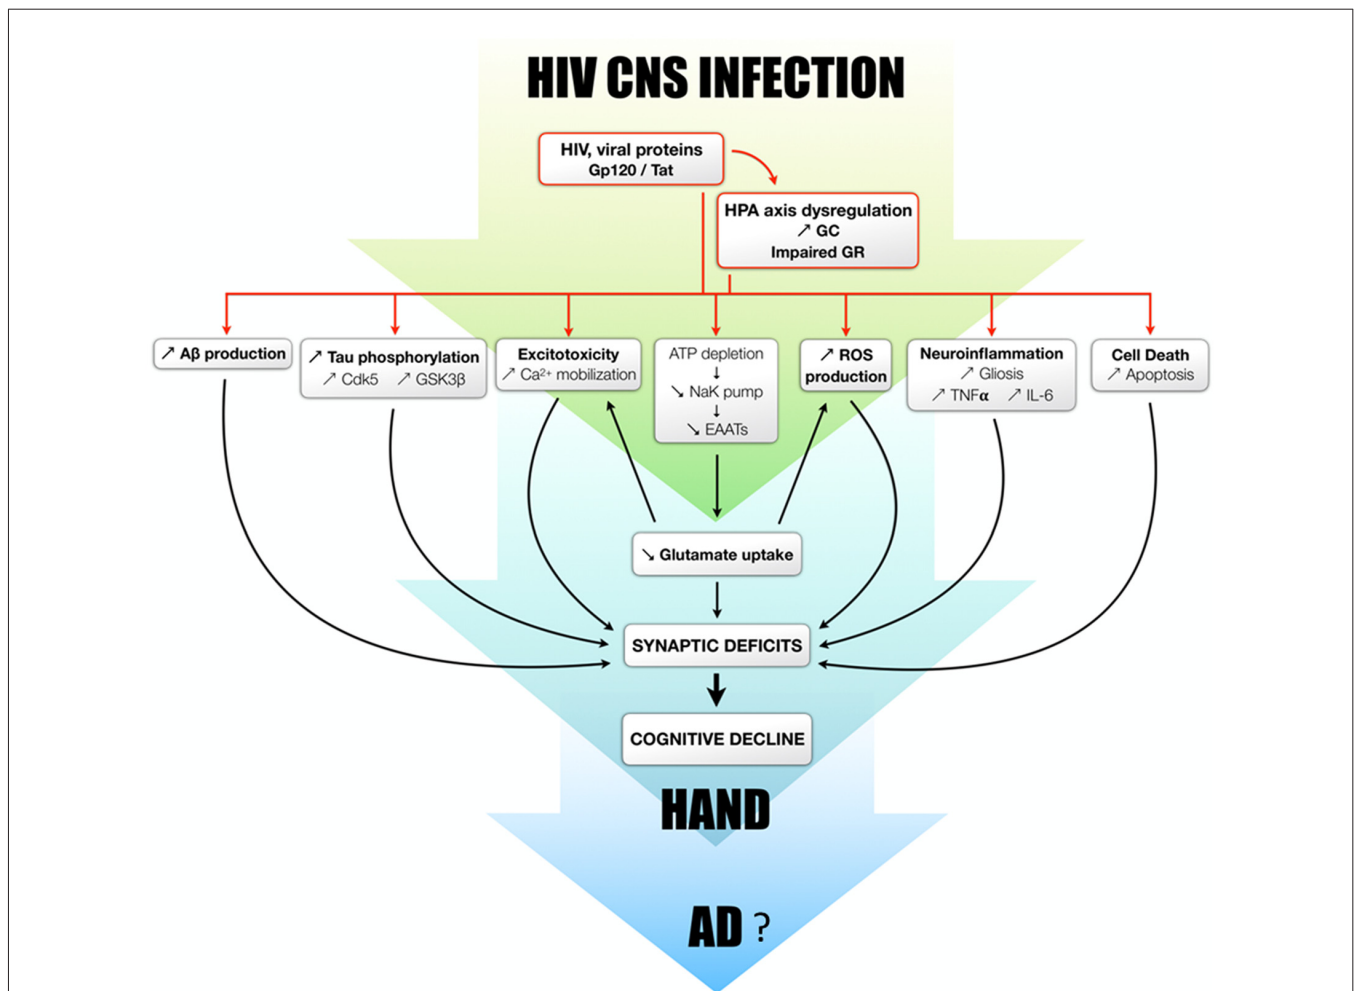 HIV CNS INFECTION
HIV, viral proteins
Gp120 / Tat
HPA axis dysregulation
↗ GC
Impaired GR
↗ Aβ production
↗ Tau phosphorylation
↗ Cdk5 ↗ GSK3β
Excitotoxicity
↗ Ca²⁺ mobilization
ATP depletion
↓
↘ NaK pump
↓
↘ EAATs
↗ ROS
production
Neuroinflammation
↗ Gliosis
↗ TNFα ↗ IL-6
Cell Death
↗ Apoptosis
↘ Glutamate uptake
SYNAPTIC DEFICITS
COGNITIVE DECLINE
HAND
AD ?